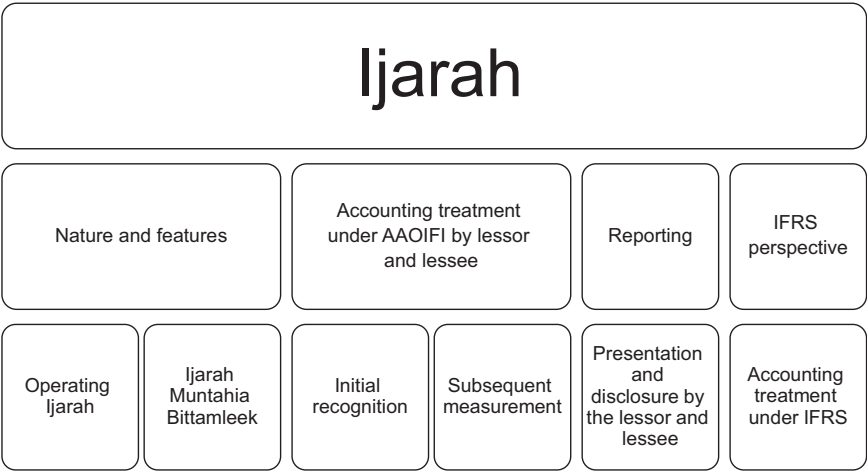 Ijarah
Nature and features
Accounting treatment
under AAOIFI by lessor
and lessee
Reporting
IFRS
perspective
Operating
Ijarah
Ijarah
Muntahia
Bittamleek
Initial
recognition
Subsequent
measurement
Presentation
and
disclosure by
the lessor and
lessee
Accounting
treatment
under IFRS